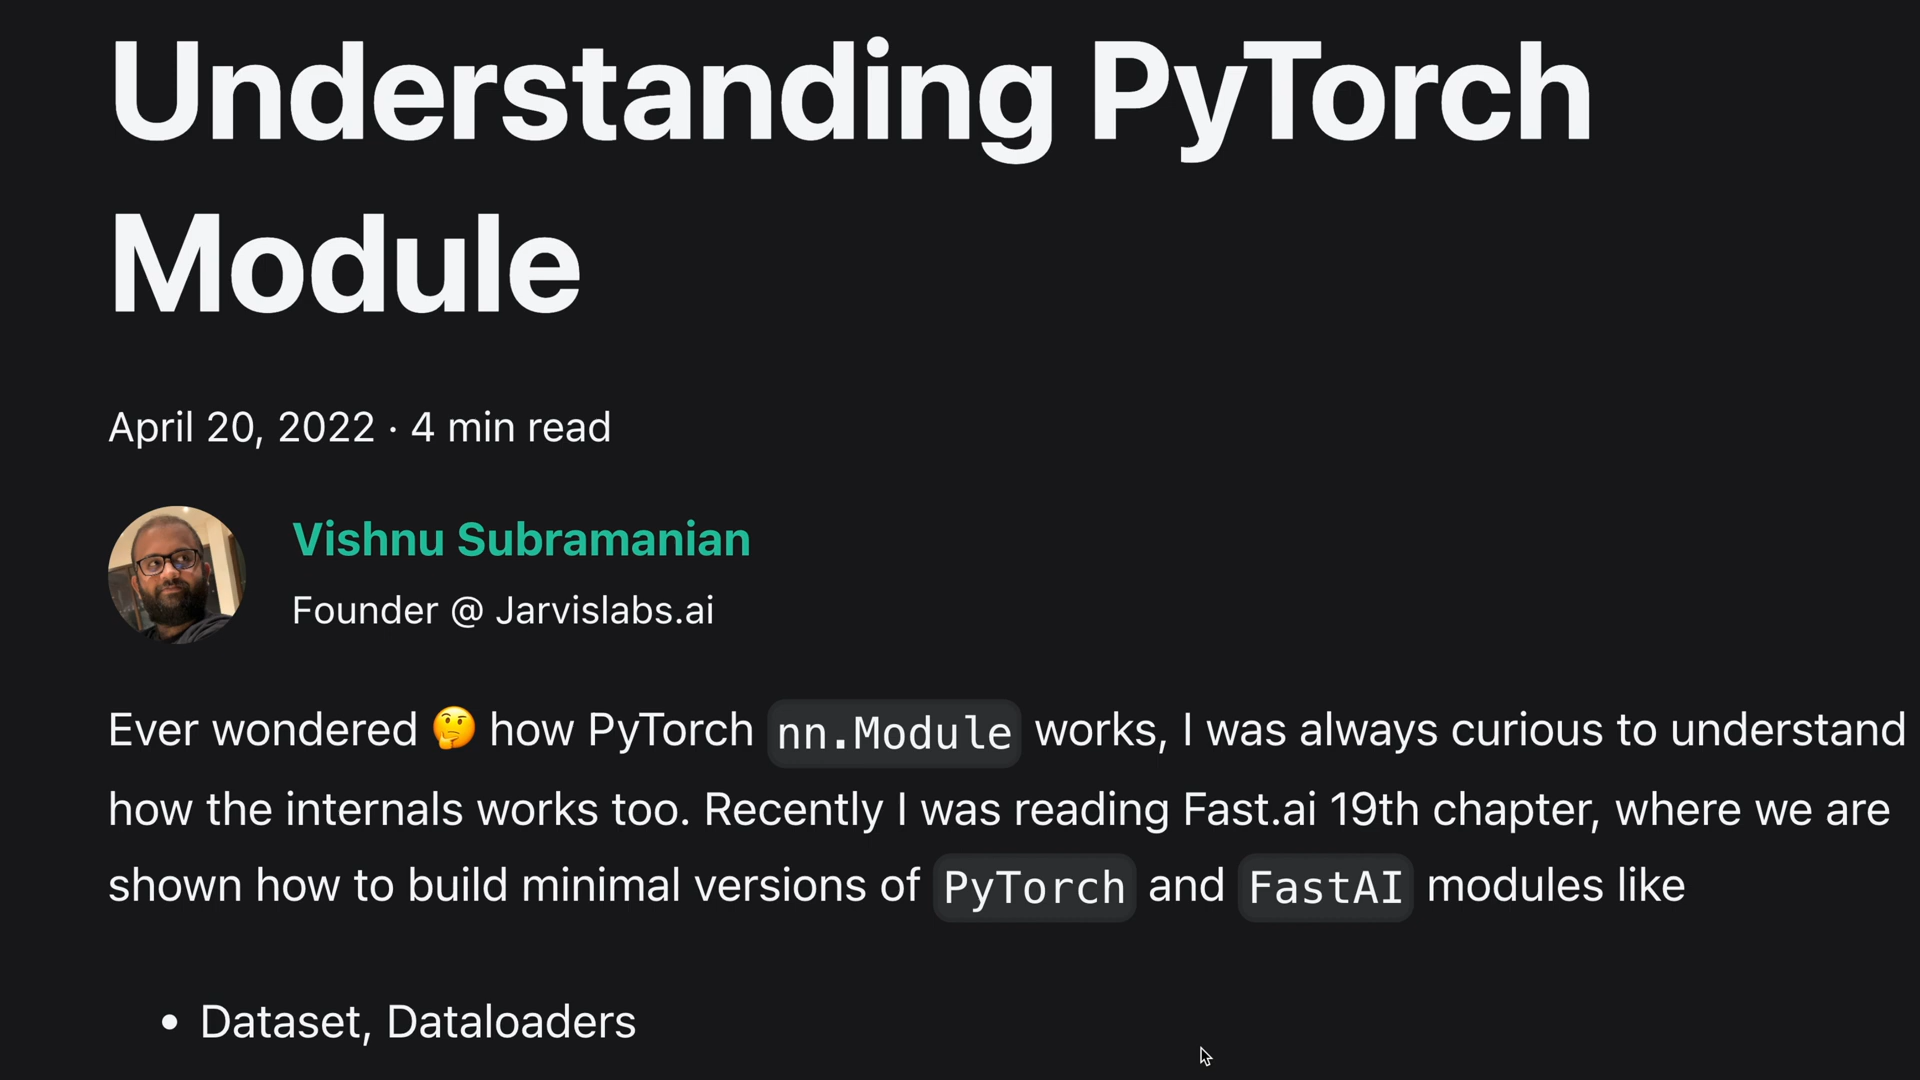 Understanding PyTorch
Module
April 20, 2022 · 4 min read
Vishnu Subramanian
Founder @ Jarvislabs.ai
Ever wondered 🤔 how PyTorch nn.Module works, I was always curious to understand
how the internals works too. Recently I was reading Fast.ai 19th chapter, where we are
shown how to build minimal versions of PyTorch and FastAI modules like
• Dataset, Dataloaders